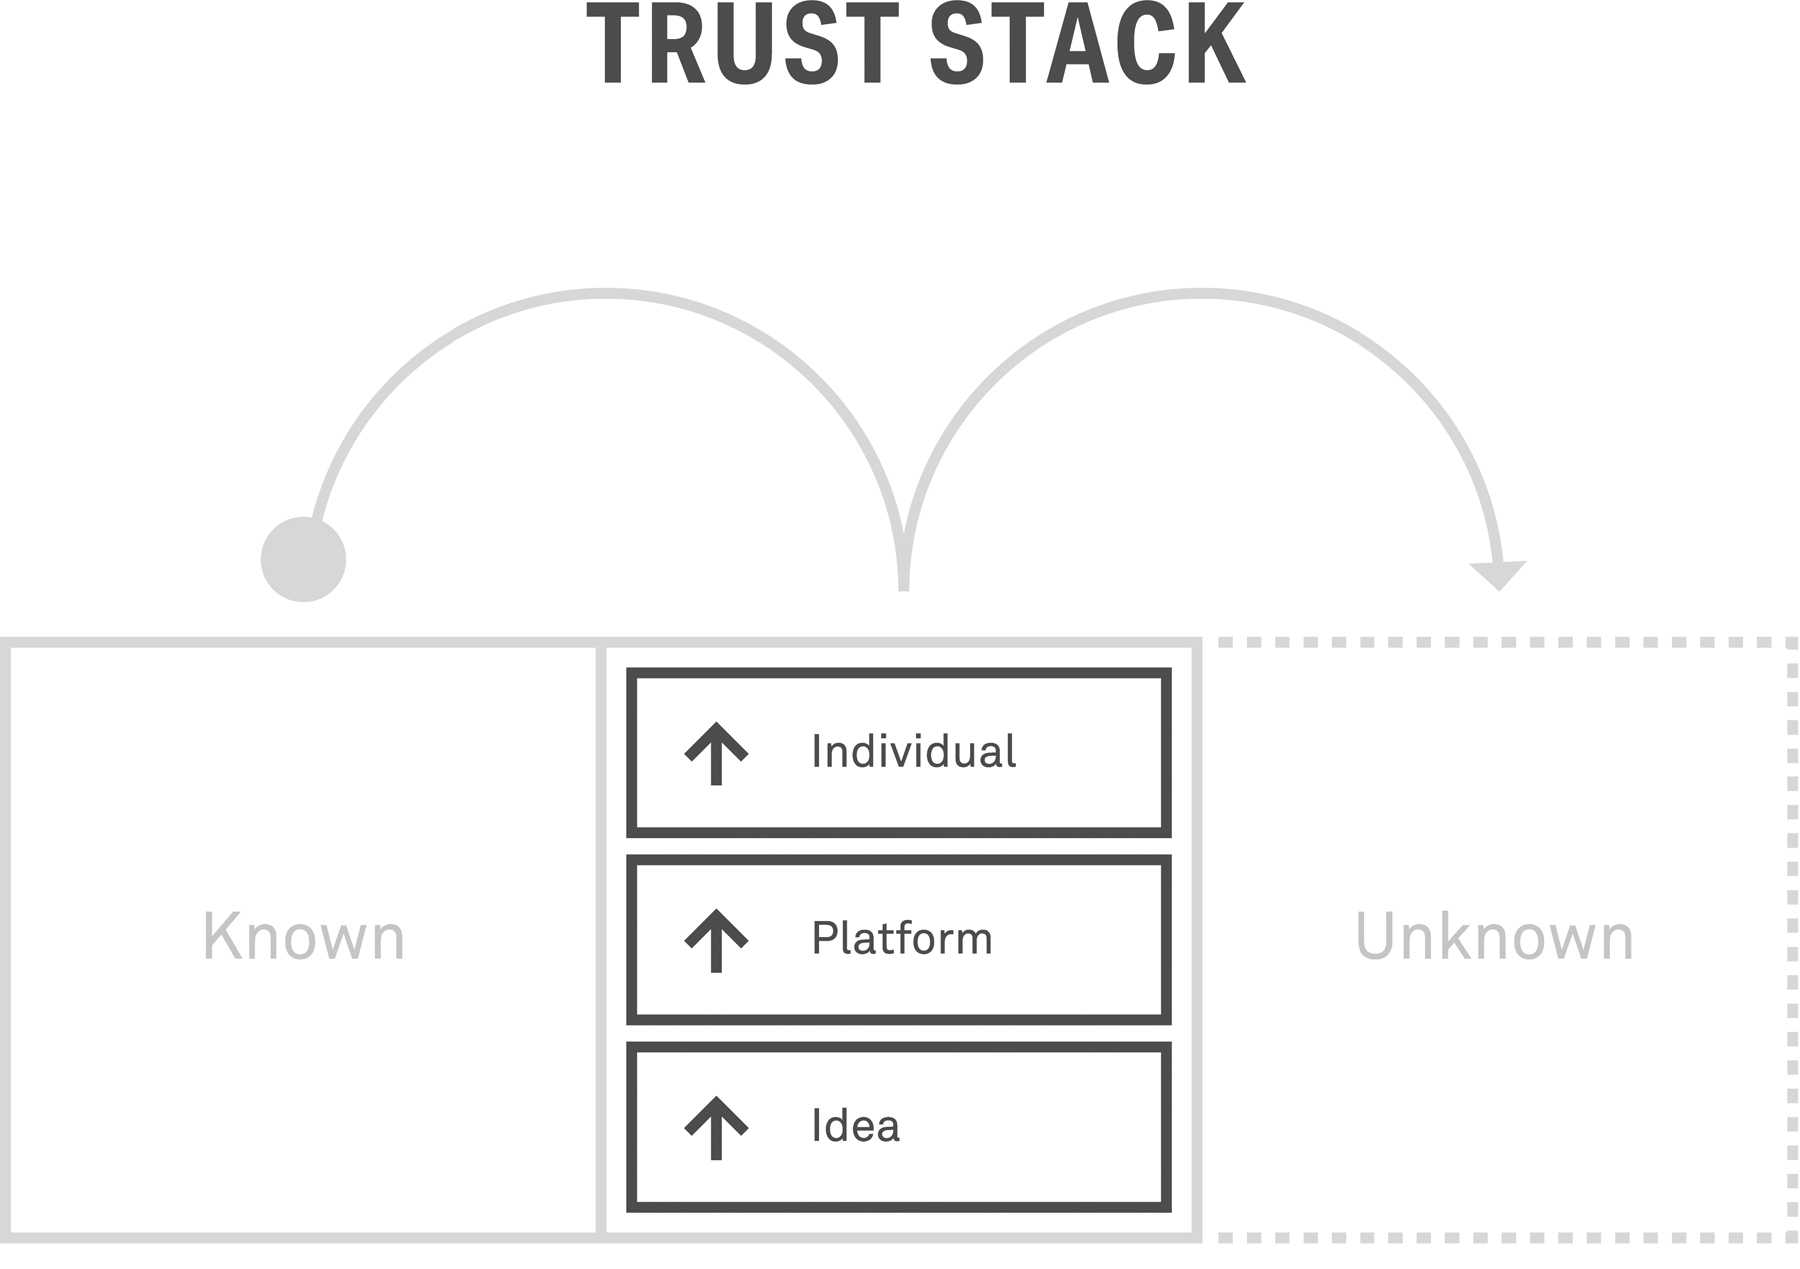 TRUST STACK
Known
Individual
Platform
Idea
Unknown